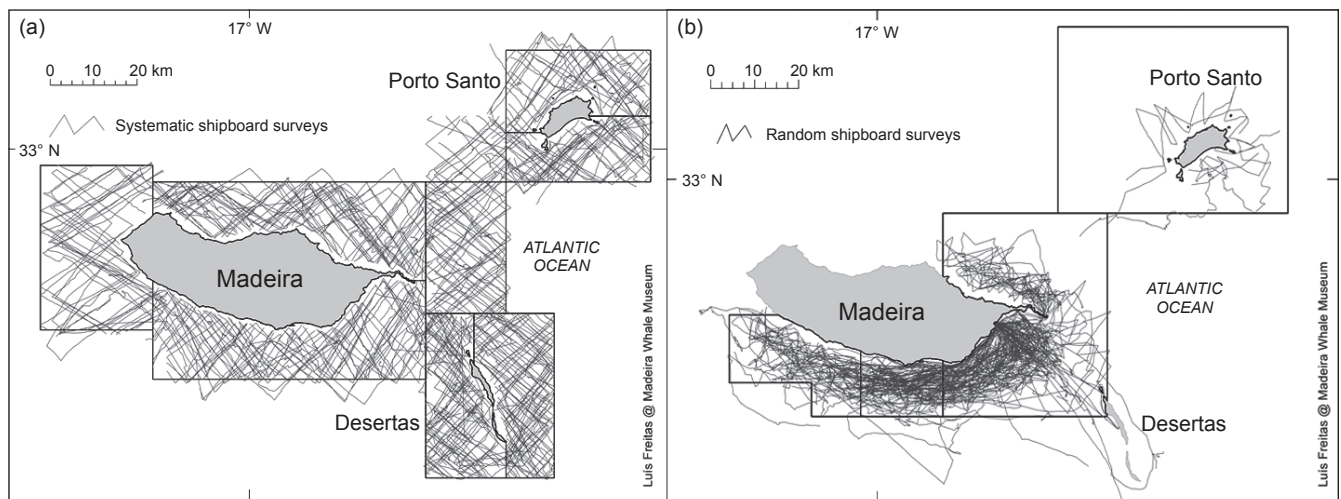 (a)
17° W
0 10 20 km
Porto Santo
Systematic shipboard surveys
33° N
Madeira
ATLANTIC
OCEAN
Desertas
Luís Freitas @ Madeira Whale Museum
(b)
17° W
0 10 20 km
Porto Santo
Random shipboard surveys
33° N
Madeira
ATLANTIC
OCEAN
Desertas
Luís Freitas @ Madeira Whale Museum